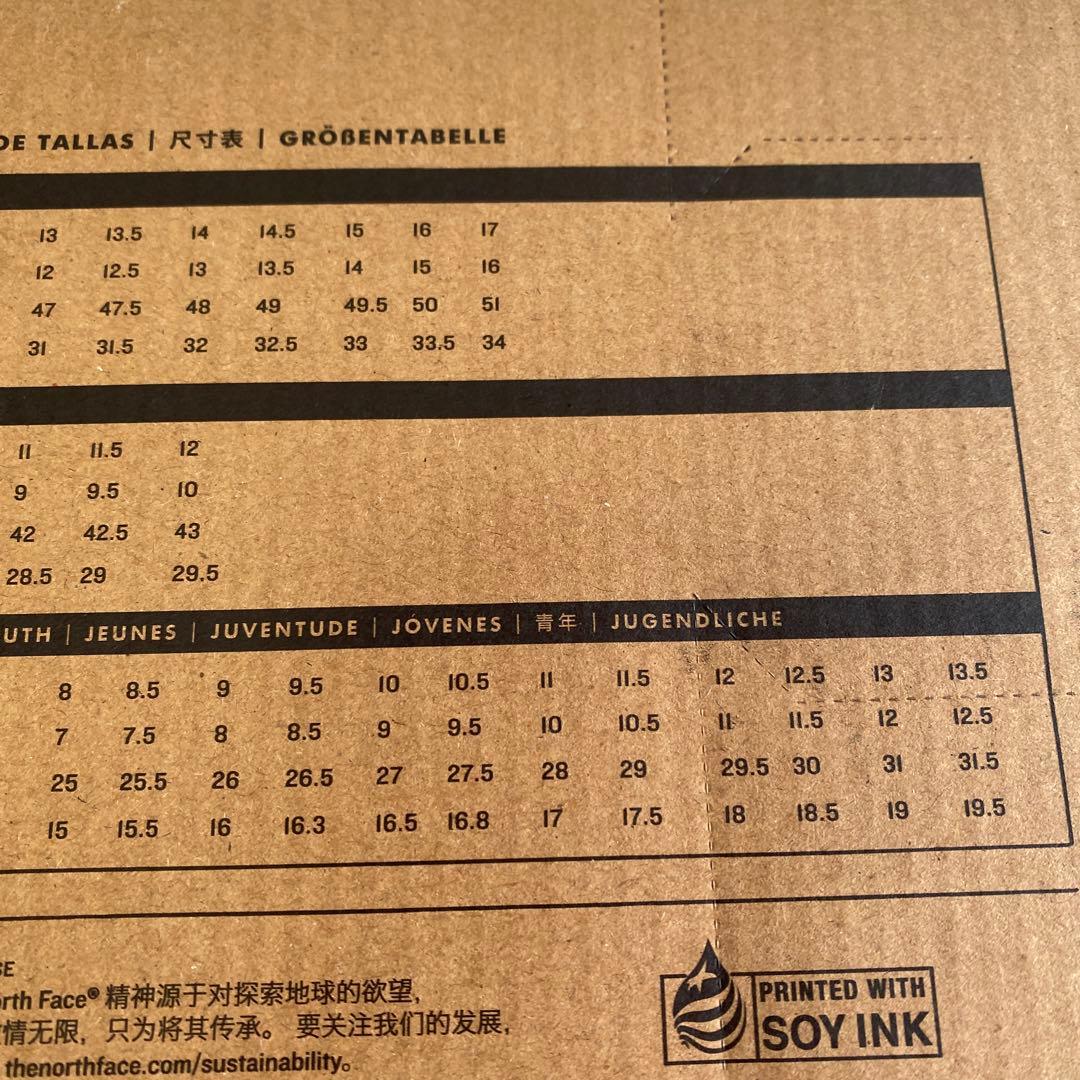 DE TALLAS | 尺寸表 | GRÖßENTABELLE
13 13.5 14 14.5 15 16 17
12 12.5 13 13.5 14 15 16
47 47.5 48 49 49.5 50 51
31 31.5 32 32.5 33 33.5 34
11 11.5 12
9 9.5 10
42 42.5 43
28.5 29 29.5
UTH | JEUNES | JUVENTUDE | JÓVENES | 青年 | JUGENDLICHE
8 8.5 9 9.5 10 10.5 11 11.5 12 12.5 13 13.5
7 7.5 8 8.5 9 9.5 10 10.5 11 11.5 12 12.5
25 25.5 26 26.5 27 27.5 28 29 29.5 30 31 31.5
15 15.5 16 16.3 16.5 16.8 17 17.5 18 18.5 19 19.5
SE
orth Face® 精神源于对探索地球的欲望，
情无限，只为将其传承。 要关注我们的发展，
thenorthface.com/sustainability。
PRINTED WITH
SOY INK